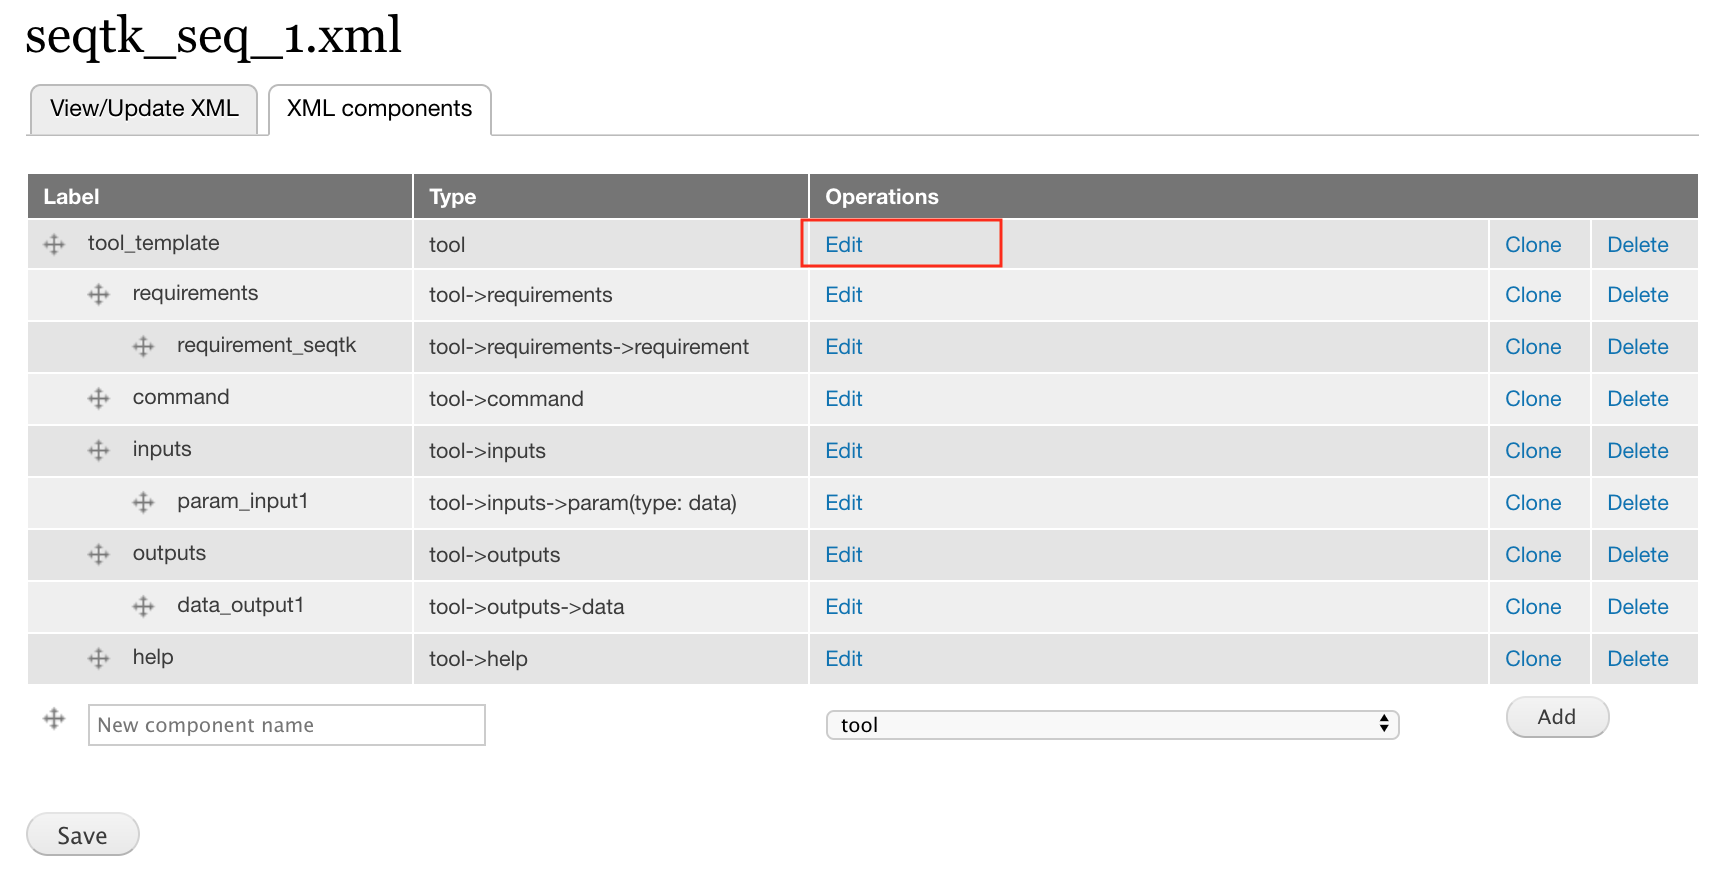 seqtk_seq_1.xml
View/Update XML XML components
Label Type Operations
tool_template tool Edit Clone Delete
requirements tool->requirements Edit Clone Delete
requirement_seqtk tool->requirements->requirement Edit Clone Delete
command tool->command Edit Clone Delete
inputs tool->inputs Edit Clone Delete
param_input1 tool->inputs->param(type: data) Edit Clone Delete
outputs tool->outputs Edit Clone Delete
data_output1 tool->outputs->data Edit Clone Delete
help tool->help Edit Clone Delete
New component name tool Add
Save